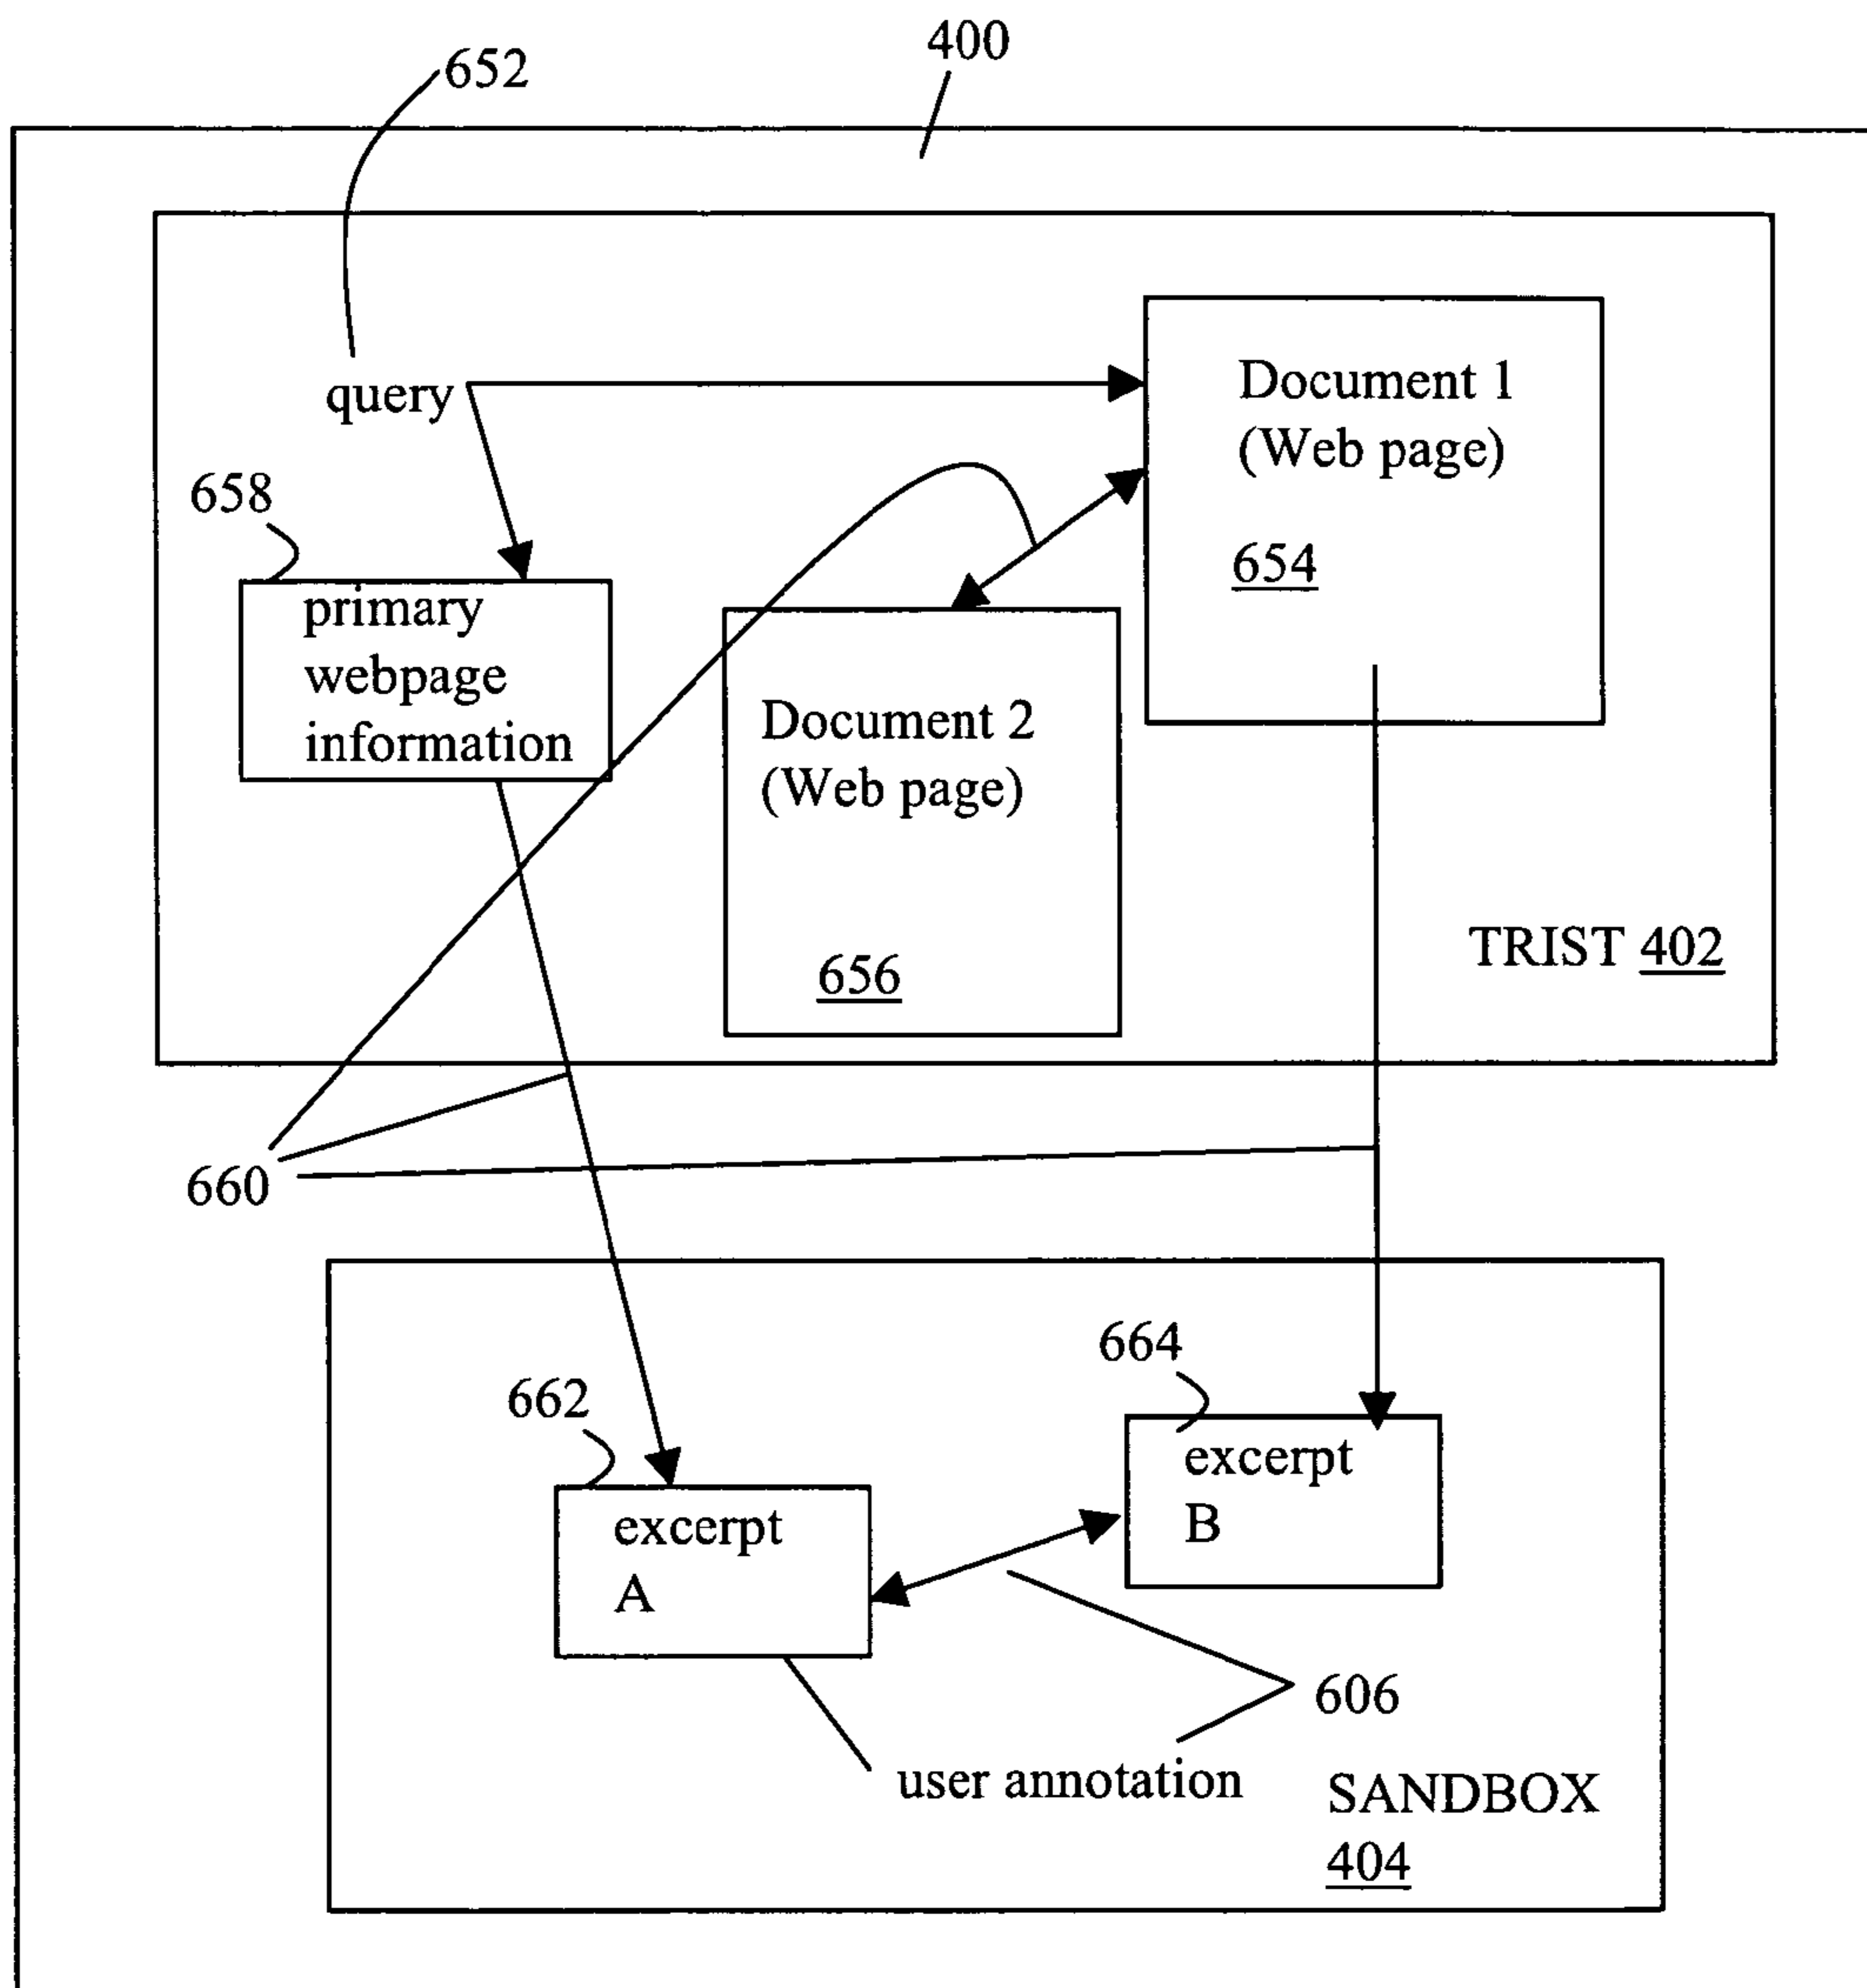 400
652
query
Document 1
(Web page)
654
658
primary
webpage
information
Document 2
(Web page)
656
TRIST 402
660
664
excerpt
B
662
excerpt
A
606
user annotation
SANDBOX
404